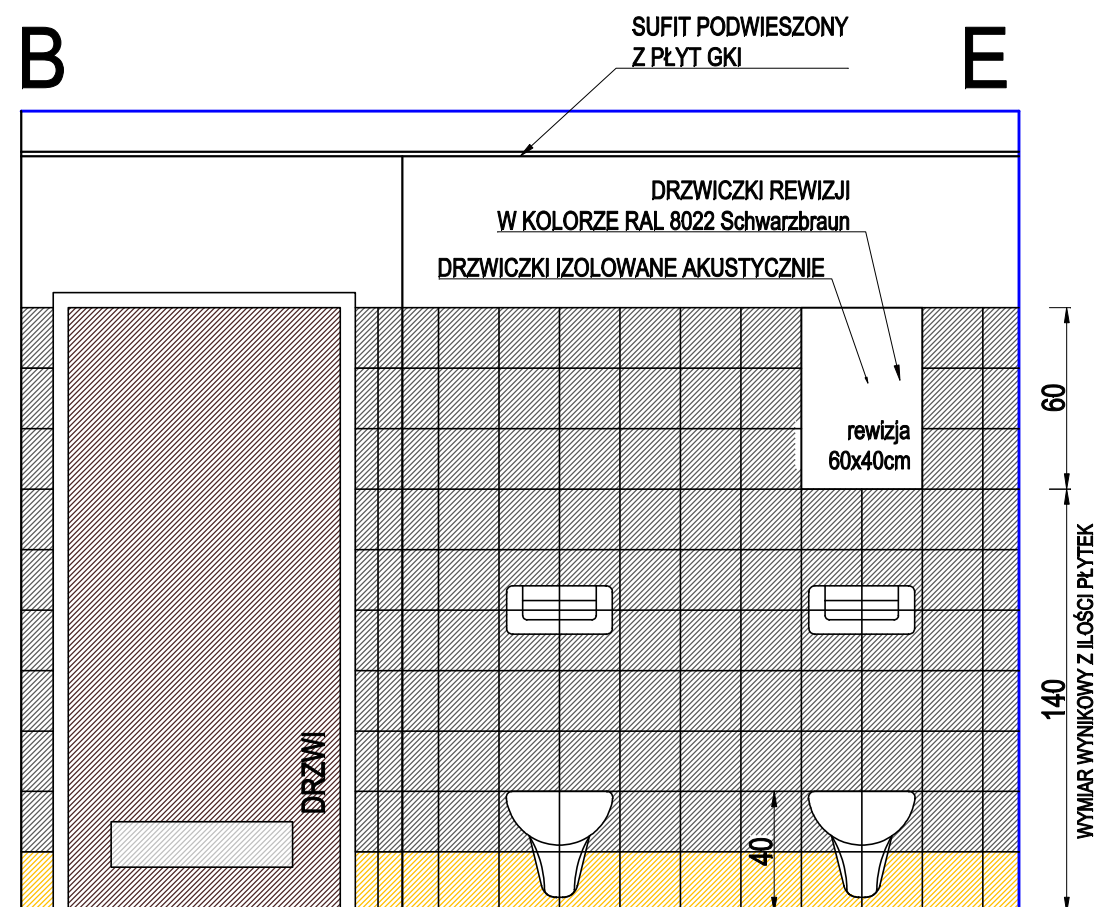 B
E
SUFIT PODWIESZONY
Z PŁYT GKI
DRZWICZKI REWIZJI
W KOLORZE RAL 8022 Schwarzbraun
DRZWICZKI IZOLOWANE AKUSTYCZNIE
rewizja
60x40cm
60
140
WYMIAR WYNIKOWY Z ILOŚCI PŁYTEK
DRZWI
40